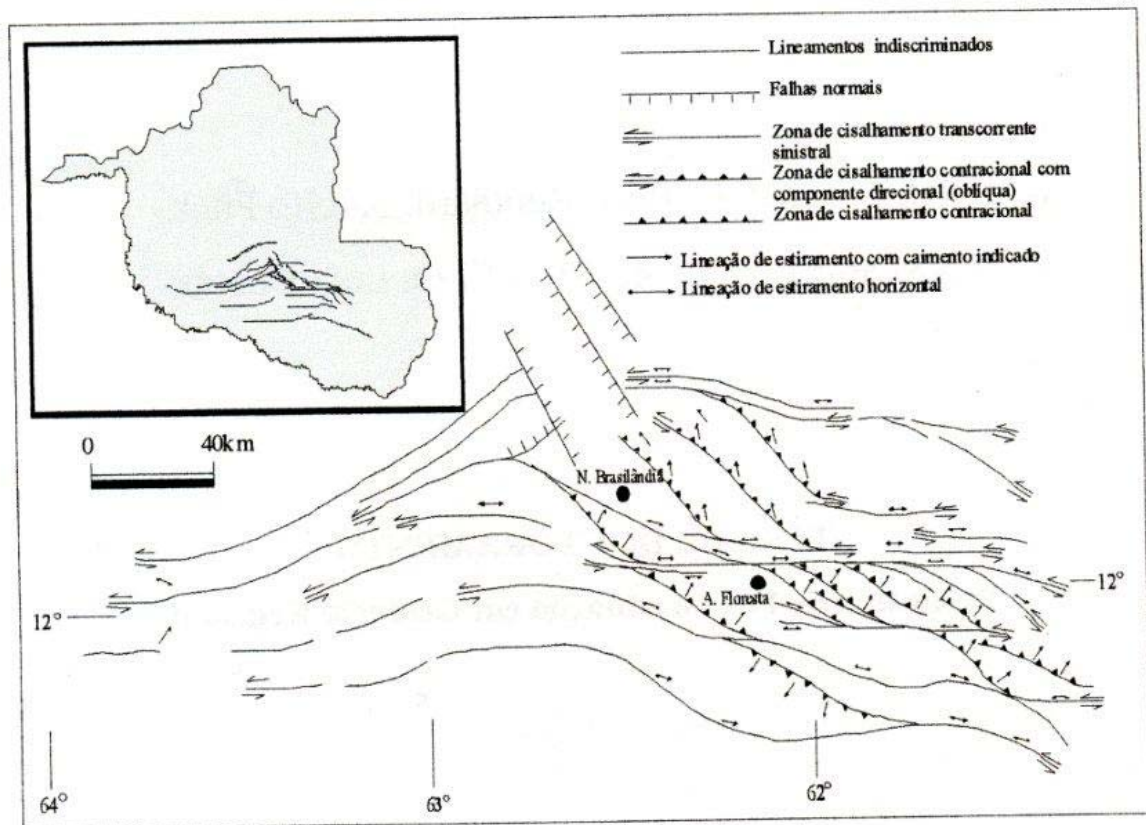 Lineamentos indiscriminados
Falhas normais
Zona de cisalhamento transcorrente
sinistral
Zona de cisalhamento contracional com
componente direcional (oblíqua)
Zona de cisalhamento contracional
Lineação de estiramento com caimento indicado
Lineação de estiramento horizontal
0 40km
N. Brasilândia
A. Floresta
12°
12°
64°
63°
62°